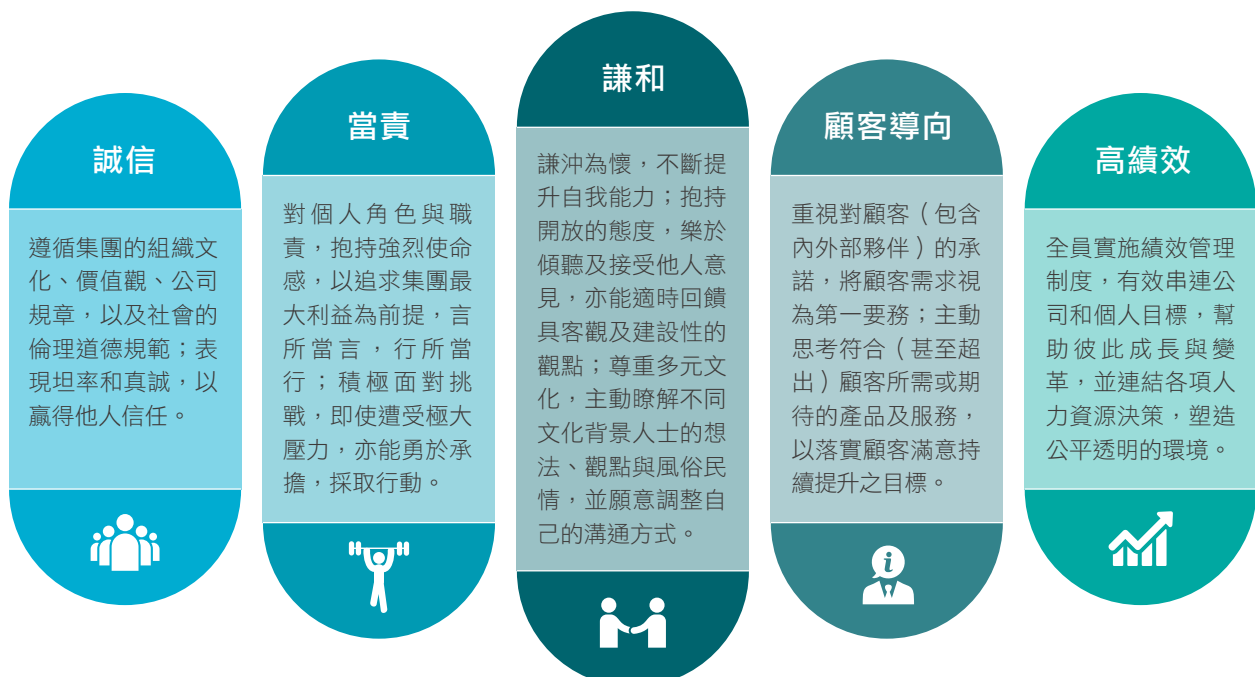 誠信
遵循集團的組織文
化、價值觀、公司
規章，以及社會的
倫理道德規範；表
現坦率和真誠，以
贏得他人信任。
當責
對個人角色與職
責，抱持強烈使命
感，以追求集團最
大利益為前提，言
所當言，行所當
行；積極面對挑
戰，即使遭受極大
壓力，亦能勇於承
擔，採取行動。
謙和
謙沖為懷，不斷提
升自我能力；抱持
開放的態度，樂於
傾聽及接受他人意
見，亦能適時回饋
具客觀及建設性的
觀點；尊重多元文
化，主動瞭解不同
文化背景人士的想
法、觀點與風俗民
情，並願意調整自
己的溝通方式。
顧客導向
重視對顧客（包含
內外部夥伴）的承
諾，將顧客需求視
為第一要務；主動
思考符合（甚至超
出）顧客所需或期
待的產品及服務，
以落實顧客滿意持
續提升之目標。
高績效
全員實施績效管理
制度，有效串連公
司和個人目標，幫
助彼此成長與變
革，並連結各項人
力資源決策，塑造
公平透明的環境。